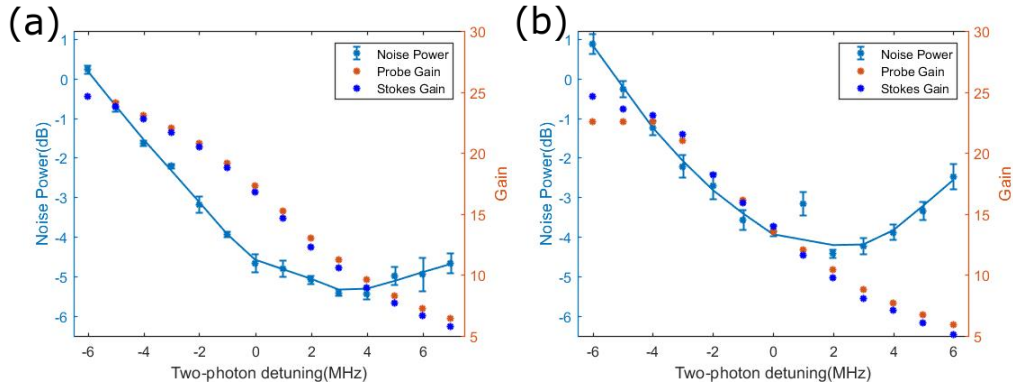 (a)
1
0
-1
-2
-3
-4
-5
-6
Noise Power(dB)
-6 -4 -2 0 2 4 6
Two-photon detuning(MHz)
30
25
20
15
10
5
Gain
Noise Power
Probe Gain
Stokes Gain
(b)
1
0
-1
-2
-3
-4
-5
-6
Noise Power(dB)
-6 -4 -2 0 2 4 6
Two-photon detuning(MHz)
30
25
20
15
10
5
Gain
Noise Power
Probe Gain
Stokes Gain